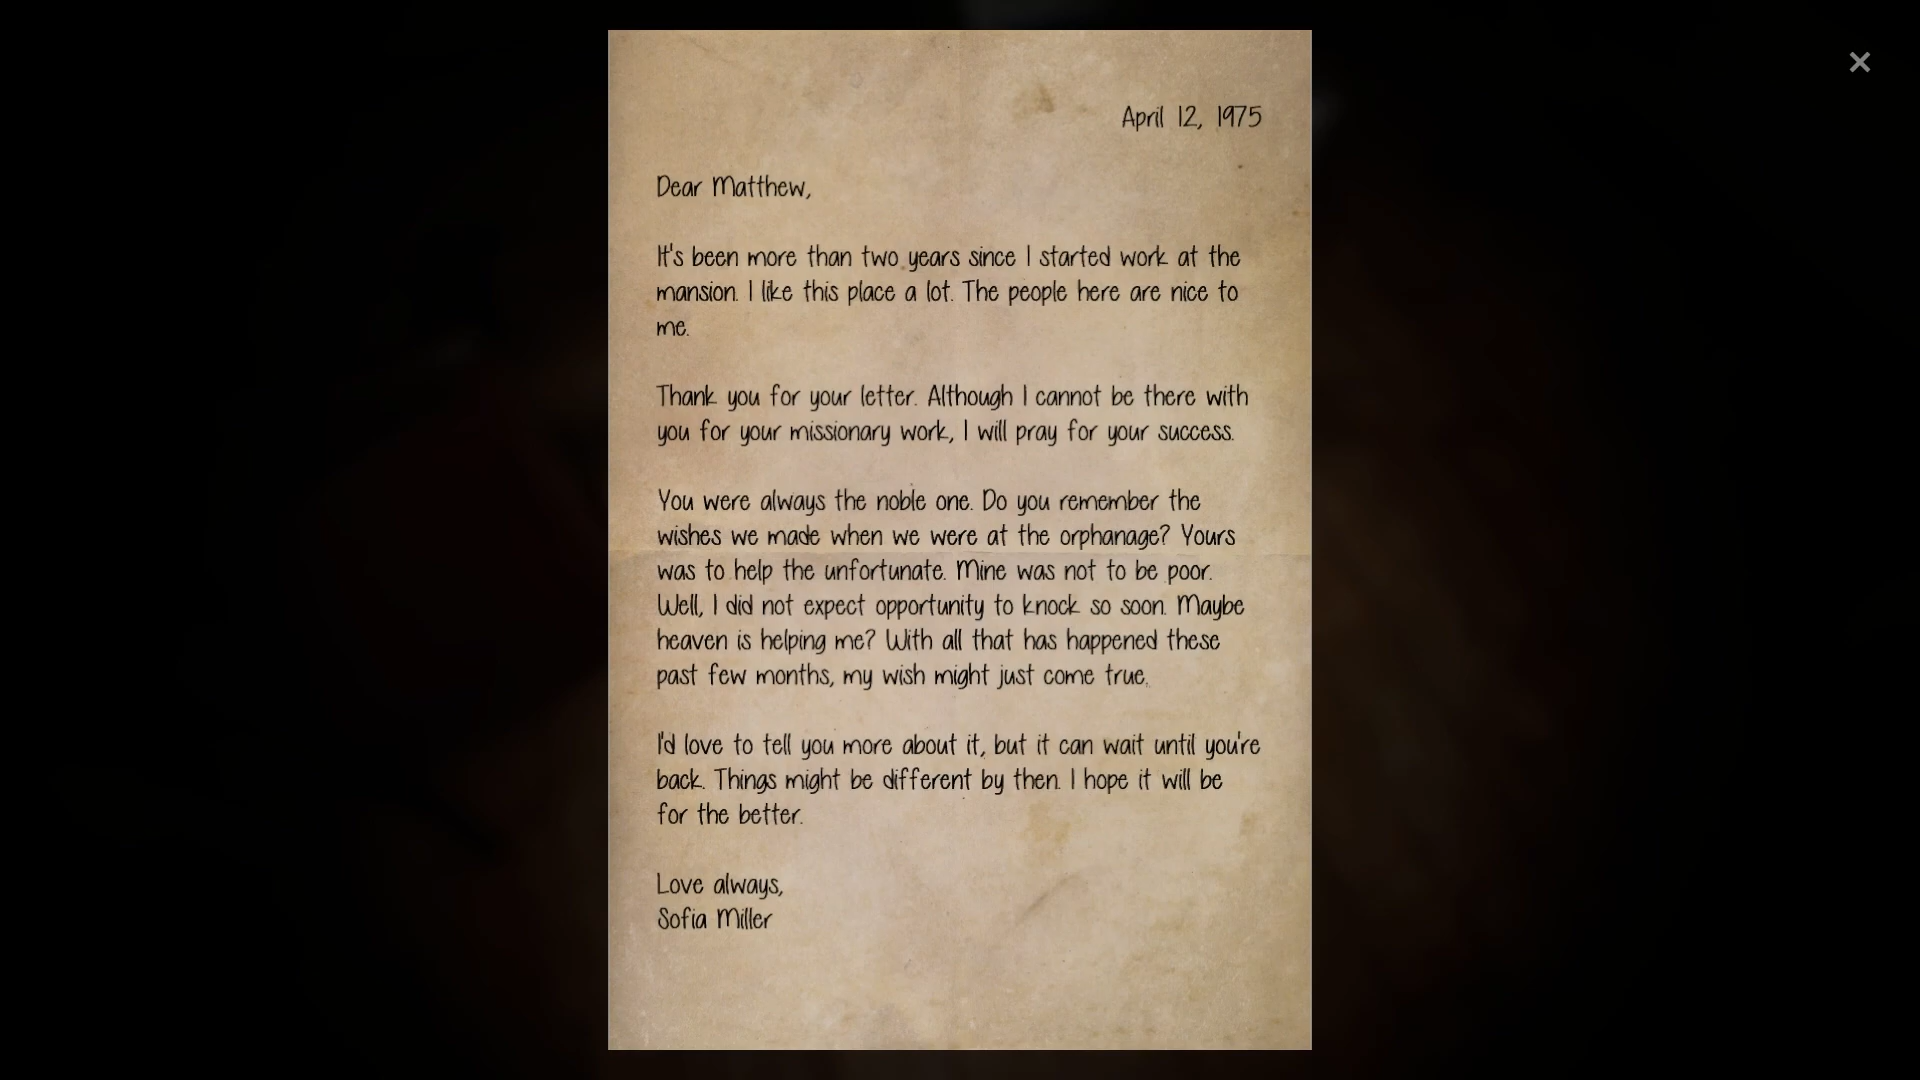 April 12, 1975
Dear Matthew,
It's been more than two years since I started work at the
mansion. I like this place a lot. The people here are nice to
me.
Thank you for your letter. Although I cannot be there with
you for your missionary work, I will pray for your success.
You were always the noble one. Do you remember the
wishes we made when we were at the orphanage? Yours
was to help the unfortunate. Mine was not to be poor.
Well, I did not expect opportunity to knock so soon. Maybe
heaven is helping me? With all that has happened these
past few months, my wish might just come true.
I'd love to tell you more about it, but it can wait until you're
back. Things might be different by then. I hope it will be
for the better.
Love always,
Sofia Miller